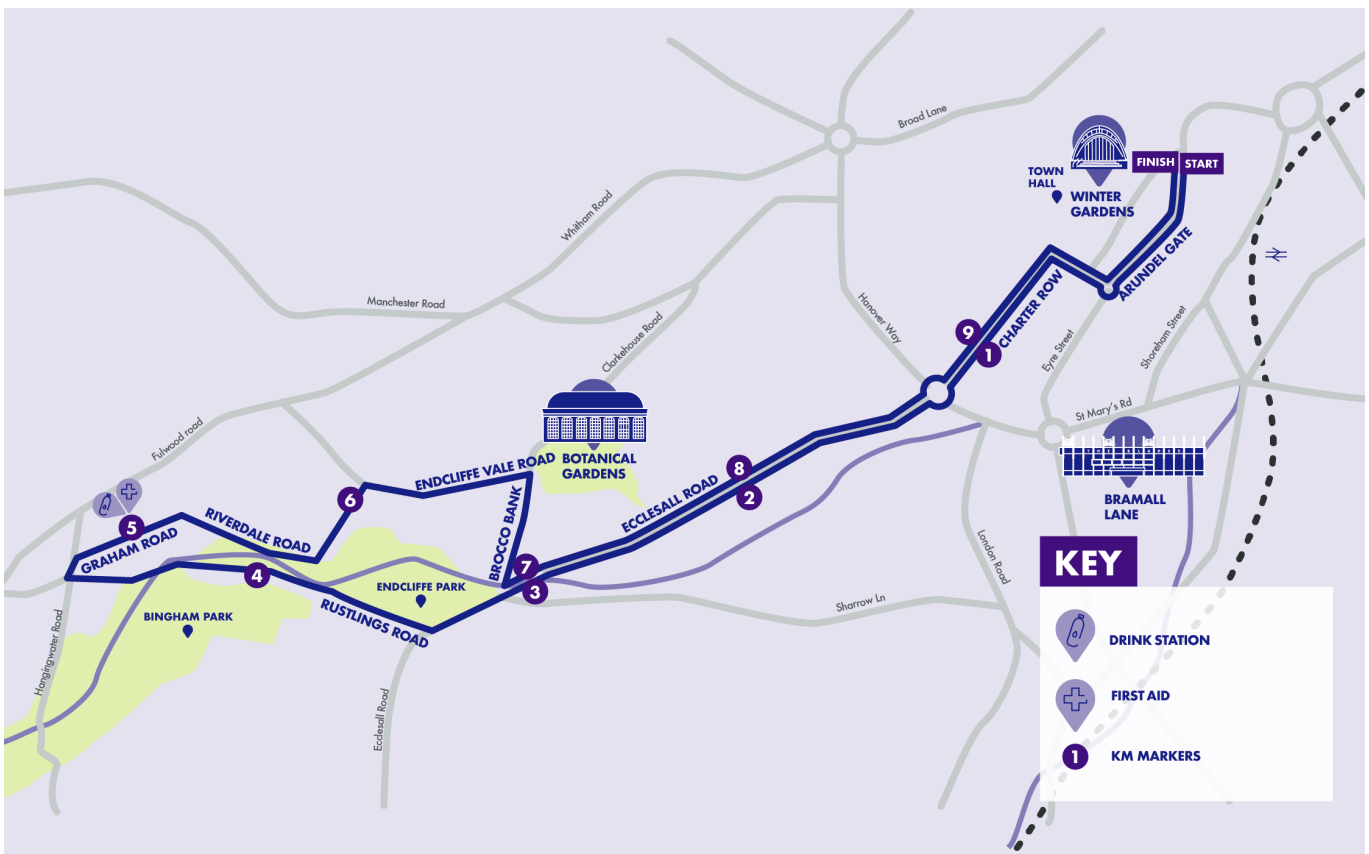 Broad Lane
FINISH
START
TOWN
HALL
WINTER
GARDENS
Whitham Road
ARUNDEL GATE
Manchester Road
Hanover Way
Clarkehouse Road
9
1
CHARTER ROW
Eyre Street
Shoreham Street
St Mary's Rd
Fulwood road
BOTANICAL
GARDENS
ENDCLIFFE VALE ROAD
8
2
ECCLESALL ROAD
BRAMALL
LANE
6
5
RIVERDALE ROAD
GRAHAM ROAD
BROCCO BANK
7
3
4
ENDCLIFFE PARK
RUSTLINGS ROAD
BINGHAM PARK
Sharrow Ln
London Road
Hangingwater Road
Ecclesall Road
KEY
DRINK STATION
FIRST AID
1
KM MARKERS